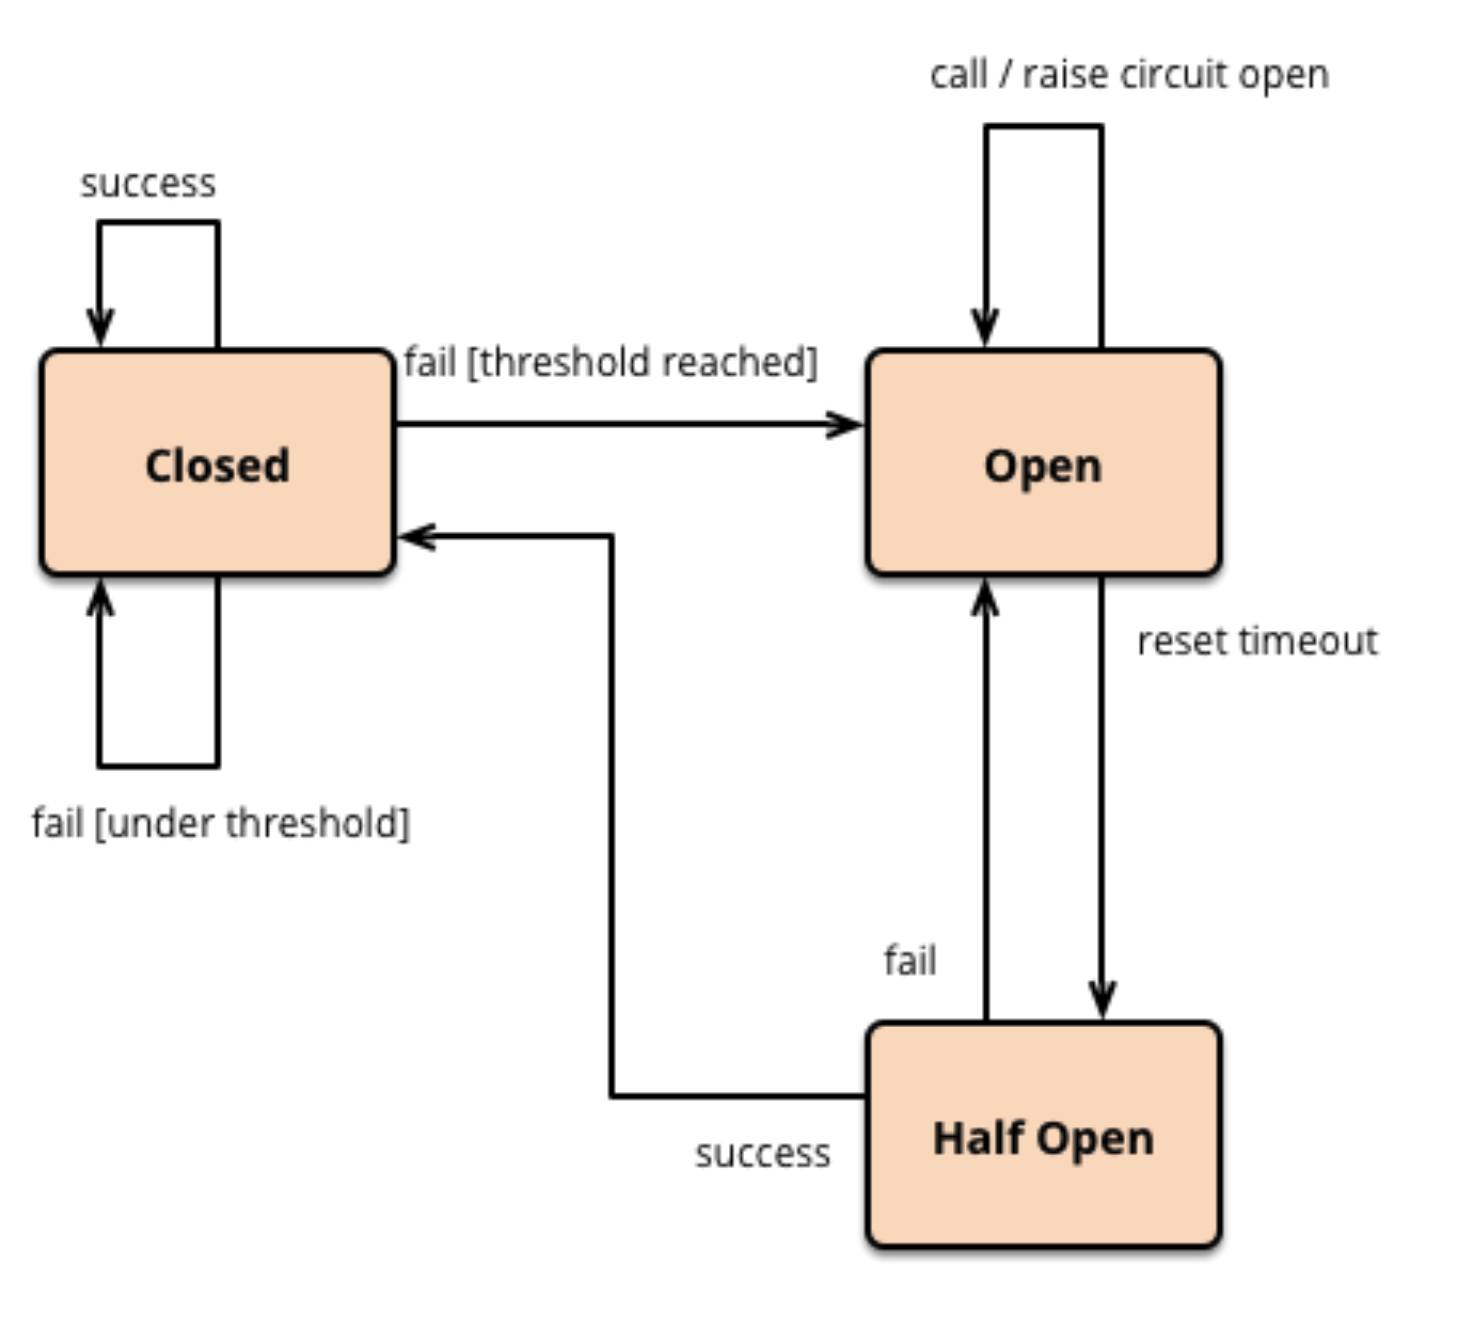 call / raise circuit open
success
fail [threshold reached]
Closed
Open
reset timeout
fail [under threshold]
fail
Half Open
success